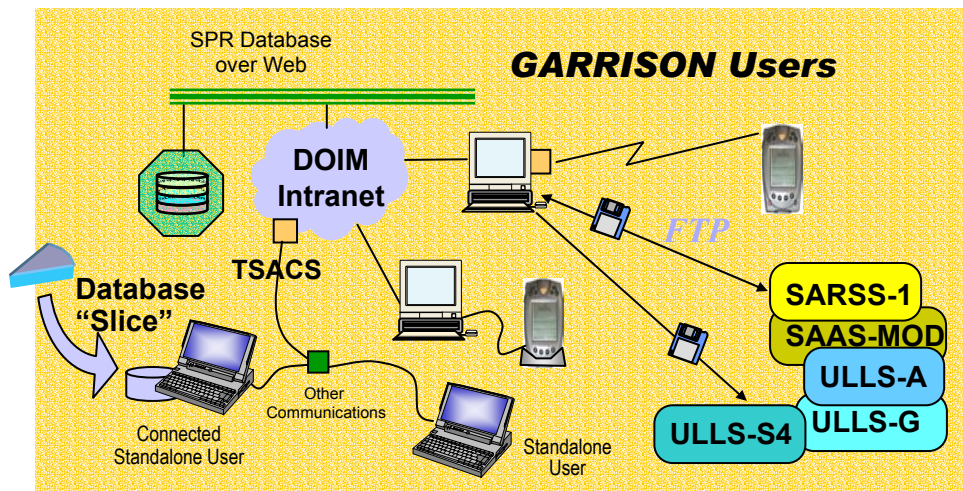 SPR Database
over Web
GARRISON Users
DOIM
Intranet
FTP
TSACS
Database
“Slice”
SARSS-1
SAAS-MOD
ULLS-A
ULLS-G
ULLS-S4
Other
Communications
Connected
Standalone User
Standalone
User